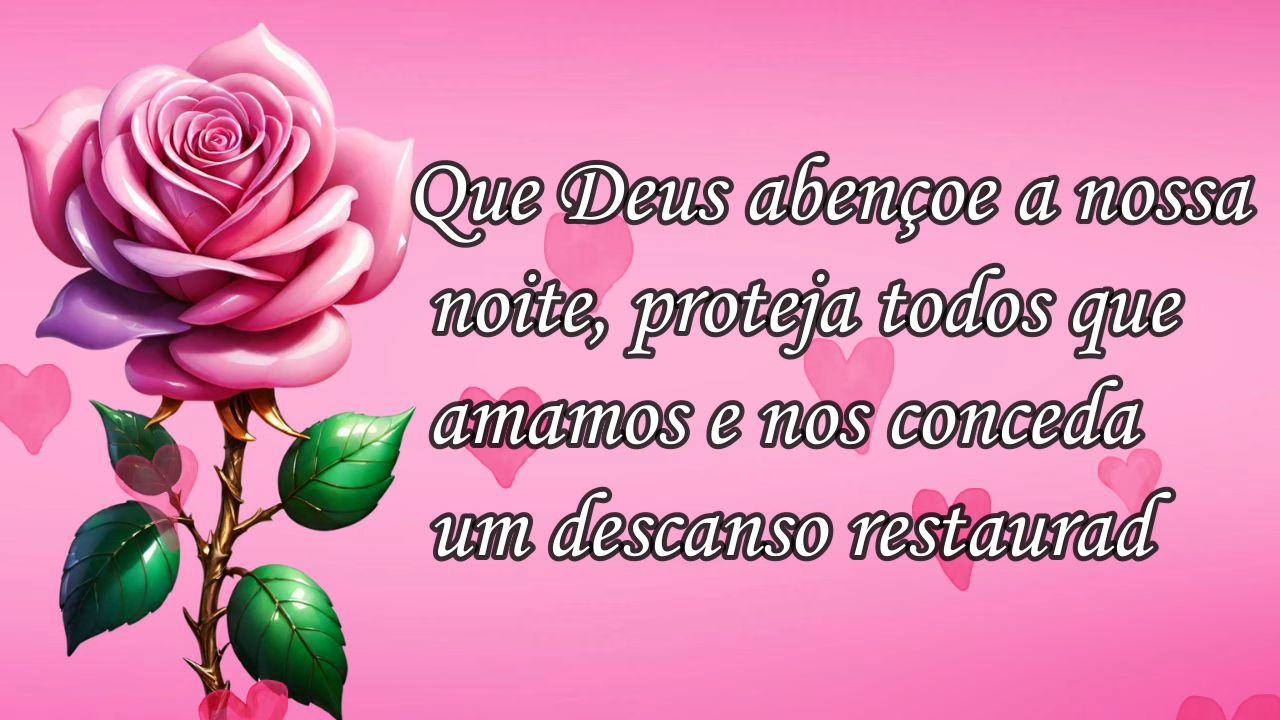 Que Deus abençoe a nossa
noite, proteja todos que
amamos e nos conceda
um descanso restaurad